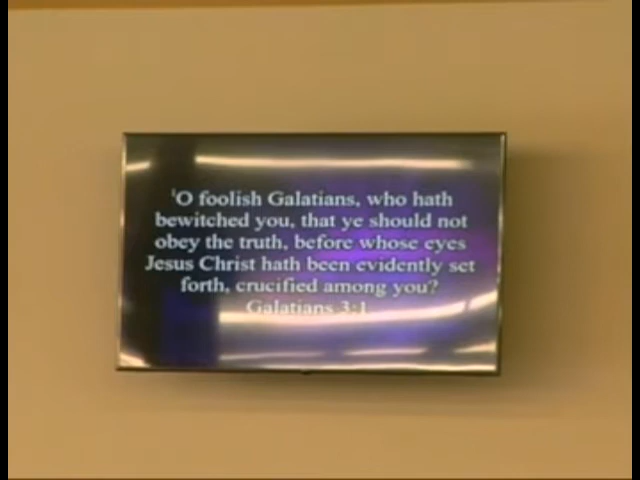 ¹O foolish Galatians, who hath
bewitched you, that ye should not
obey the truth, before whose eyes
Jesus Christ hath been evidently set
forth, crucified among you?
Galatians 3:1